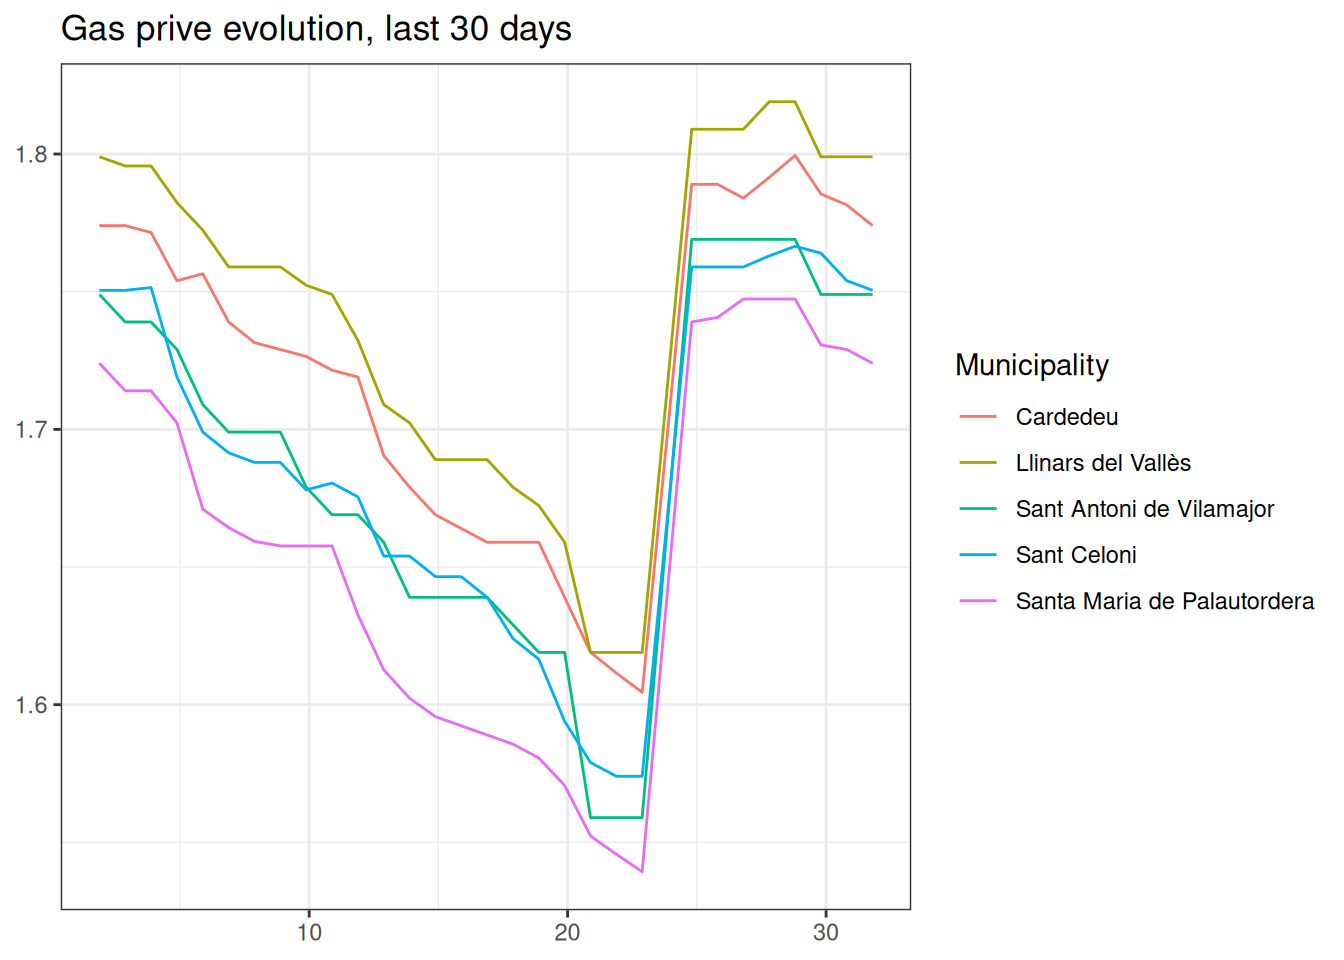 Gas prive evolution, last 30 days
1.8
1.7
1.6
10
20
30
Municipality
Cardedeu
Llinars del Vallès
Sant Antoni de Vilamajor
Sant Celoni
Santa Maria de Palautordera